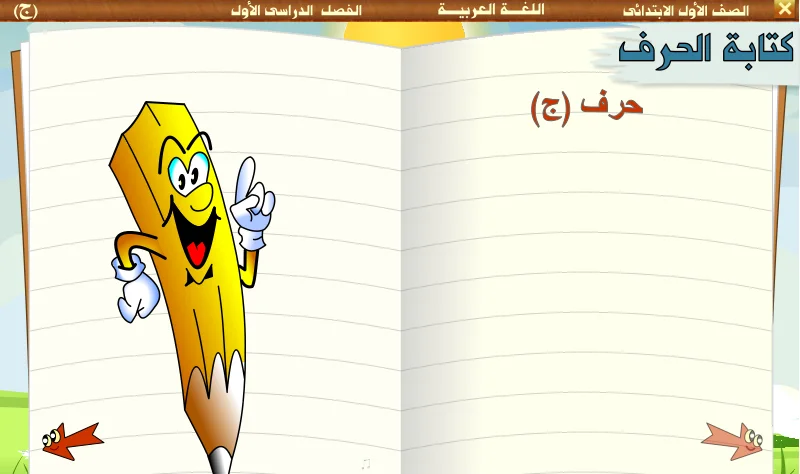 الصف الأول الابتدائى
اللغة العربية
الفصل الدراسى الأول
(ج)
كتابة الحرف
حرف (ج)